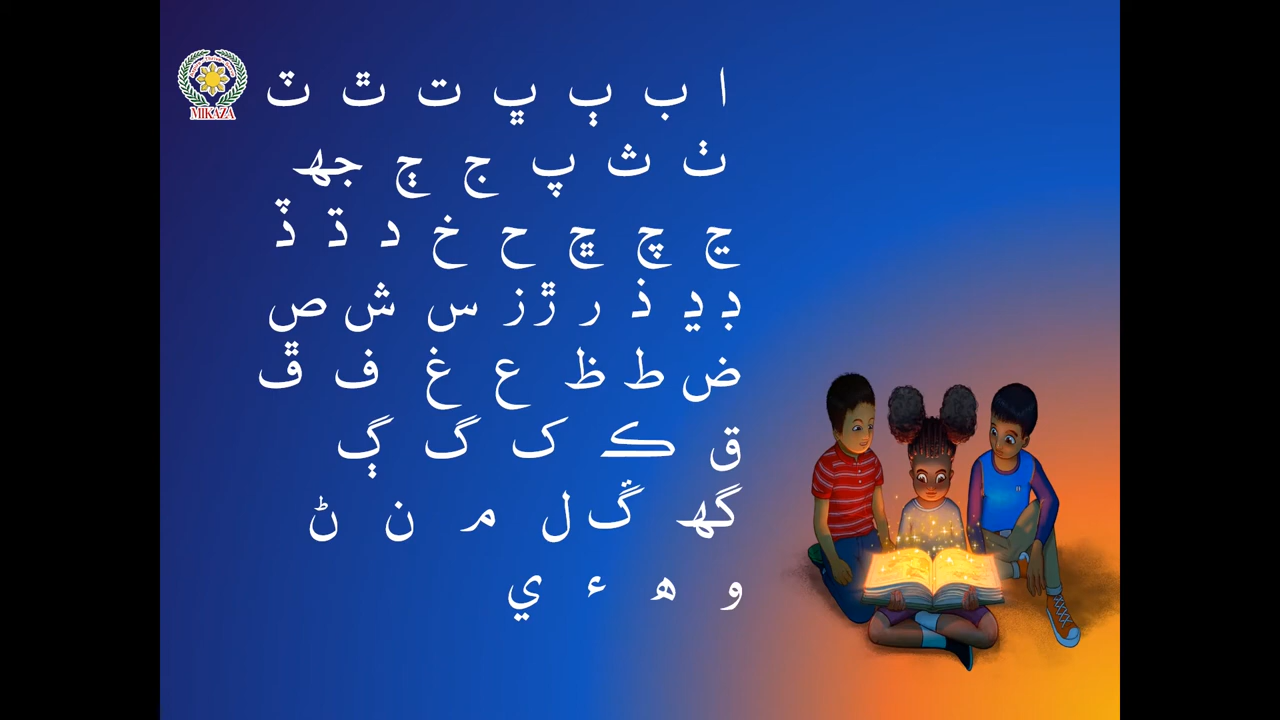 MIKAZA
ا ب ٻ ڀ ت ٿ ٽ
ٺ ث پ ج ڄ جھ
ڃ چ ڇ ح خ د ڌ ڏ
ڊ ڍ ذ ر ڙ ز س ش ص
ض ط ظ ع غ ف ڦ
ق ڪ ک گ ڳ
گھ ڱ ل م ن ڻ
و ھ ء ي